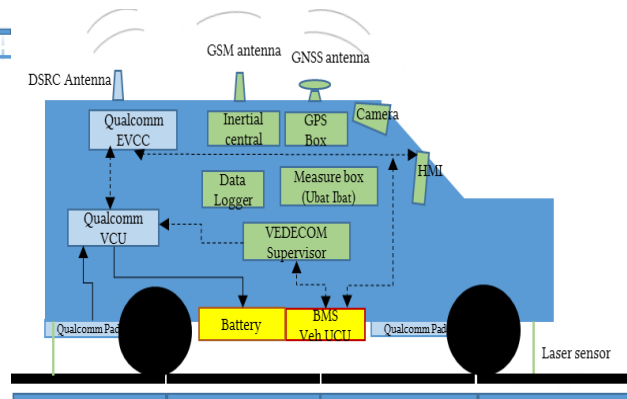 GSM antenna
GNSS antenna
DSRC Antenna
Qualcomm
EVCC
Inertial
central
GPS
Box
Camera
HMI
Data
Logger
Measure box
(Ubat Ibat)
Qualcomm
VCU
VEDECOM
Supervisor
Qualcomm Pad
Battery
BMS
Veh UCU
Qualcomm Pad
Laser sensor